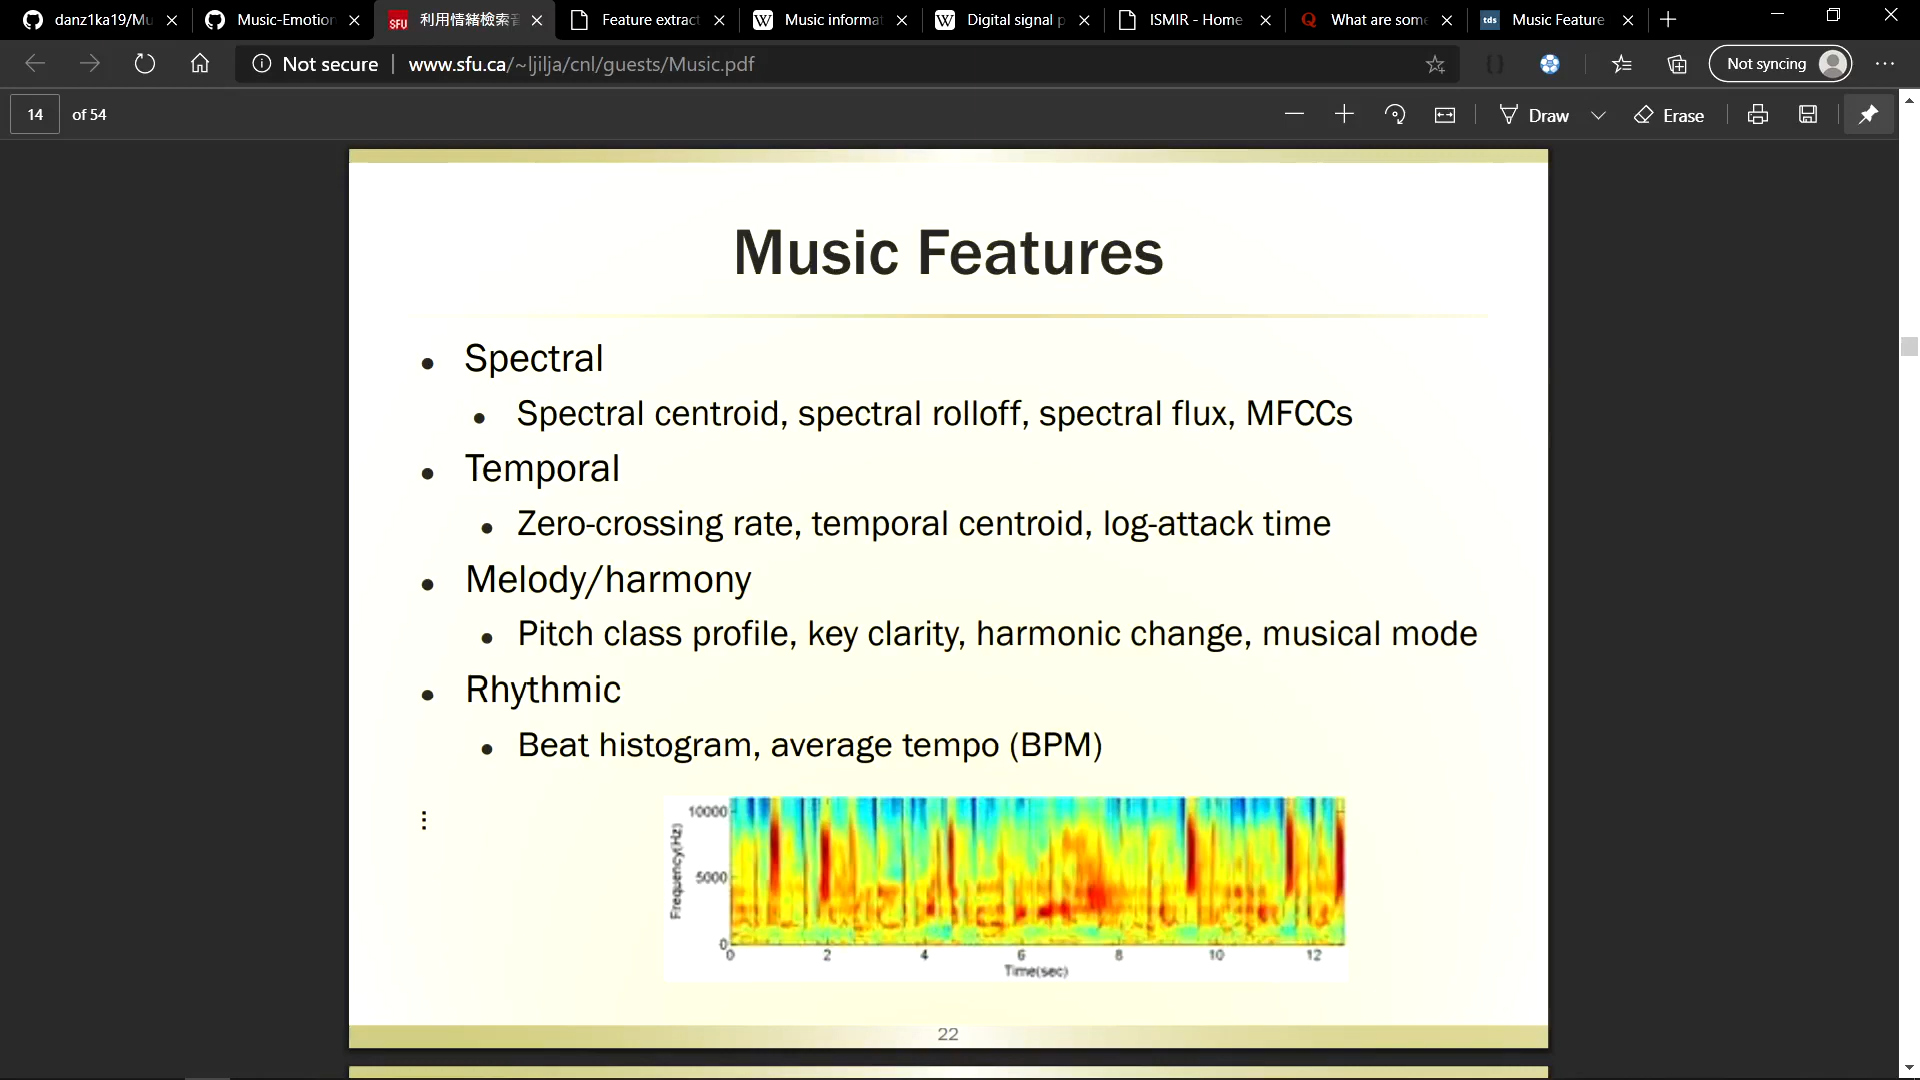 danz1ka19/Mu
Music-Emotion
SFU
利用情緒檢索音
Feature extract
W
Music informat
W
Digital signal p
ISMIR - Home
Q
What are some
tds
Music Feature
Not secure
www.sfu.ca/~ljilja/cnl/guests/Music.pdf
Not syncing
14
of 54
Draw
Erase
Music Features
• Spectral
• Spectral centroid, spectral rolloff, spectral flux, MFCCs
• Temporal
• Zero-crossing rate, temporal centroid, log-attack time
• Melody/harmony
• Pitch class profile, key clarity, harmonic change, musical mode
• Rhythmic
• Beat histogram, average tempo (BPM)
⋮
Frequency(Hz)
10000
5000
0
0 2 4 6 8 10 12
Time(sec)
22